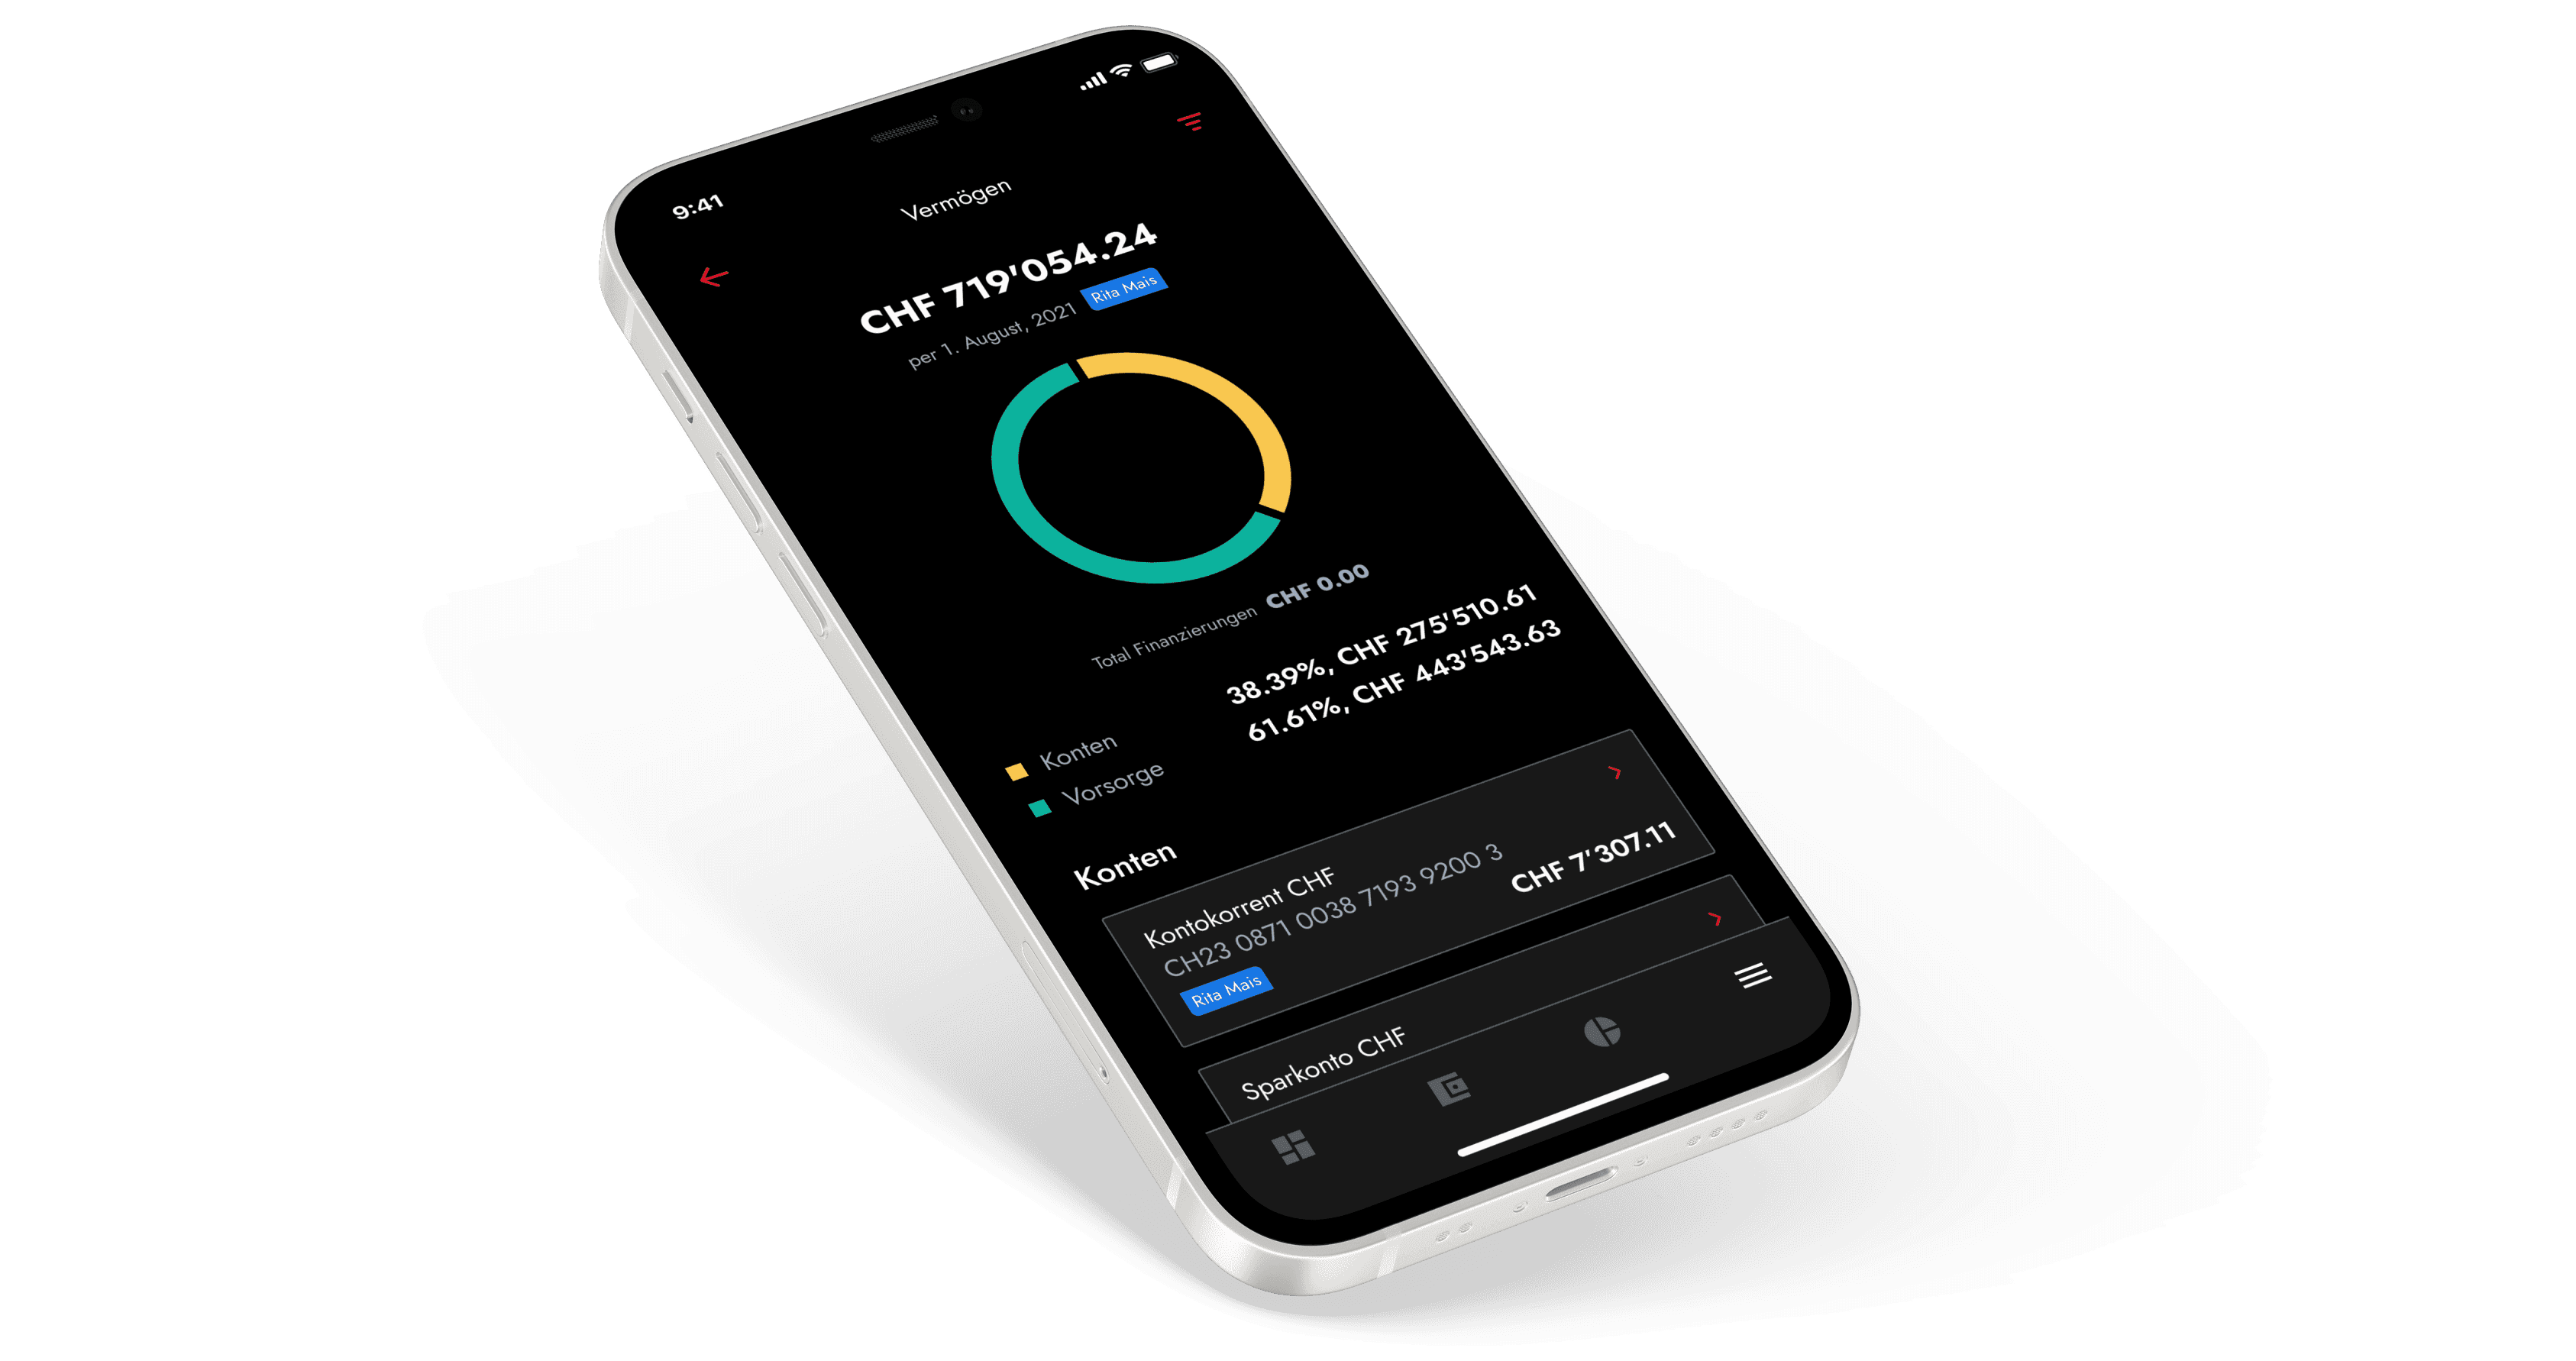 9:41
Vermögen
CHF 719'054.24
per 1. August, 2021 Rita Mais
Total Finanzierungen CHF 0.00
Konten 38.39%, CHF 275'510.61
Vorsorge 61.61%, CHF 443'543.63
Konten
Kontokorrent CHF
CH23 0871 0038 7193 9200 3
CHF 7'307.11
Rita Mais
Sparkonto CHF